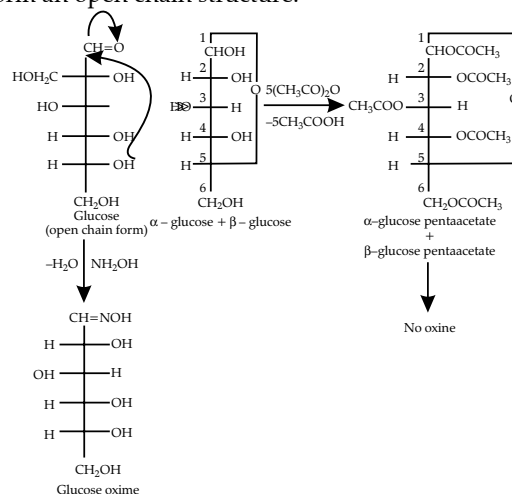 orm an open chain structure.
CH=O
HOH₂C OH
HO
H OH
H OH
CH₂OH
Glucose
(open chain form)
–H₂O NH₂OH
CH=NOH
H OH
OH H
H OH
H OH
CH₂OH
Glucose oxime
1
CHOH
2
H OH
O
3
H
4
H OH
H 5
6
CH₂OH
α – glucose + β – glucose
5(CH₃CO)₂O
–5CH₃COOH
1
CHOCOCH₃
2
H OCOCH₃
CH₃COO 3 H
4
H OCOCH₃
H 5
6
CH₂OCOCH₃
α–glucose pentaacetate
+
β–glucose pentaacetate
No oxine